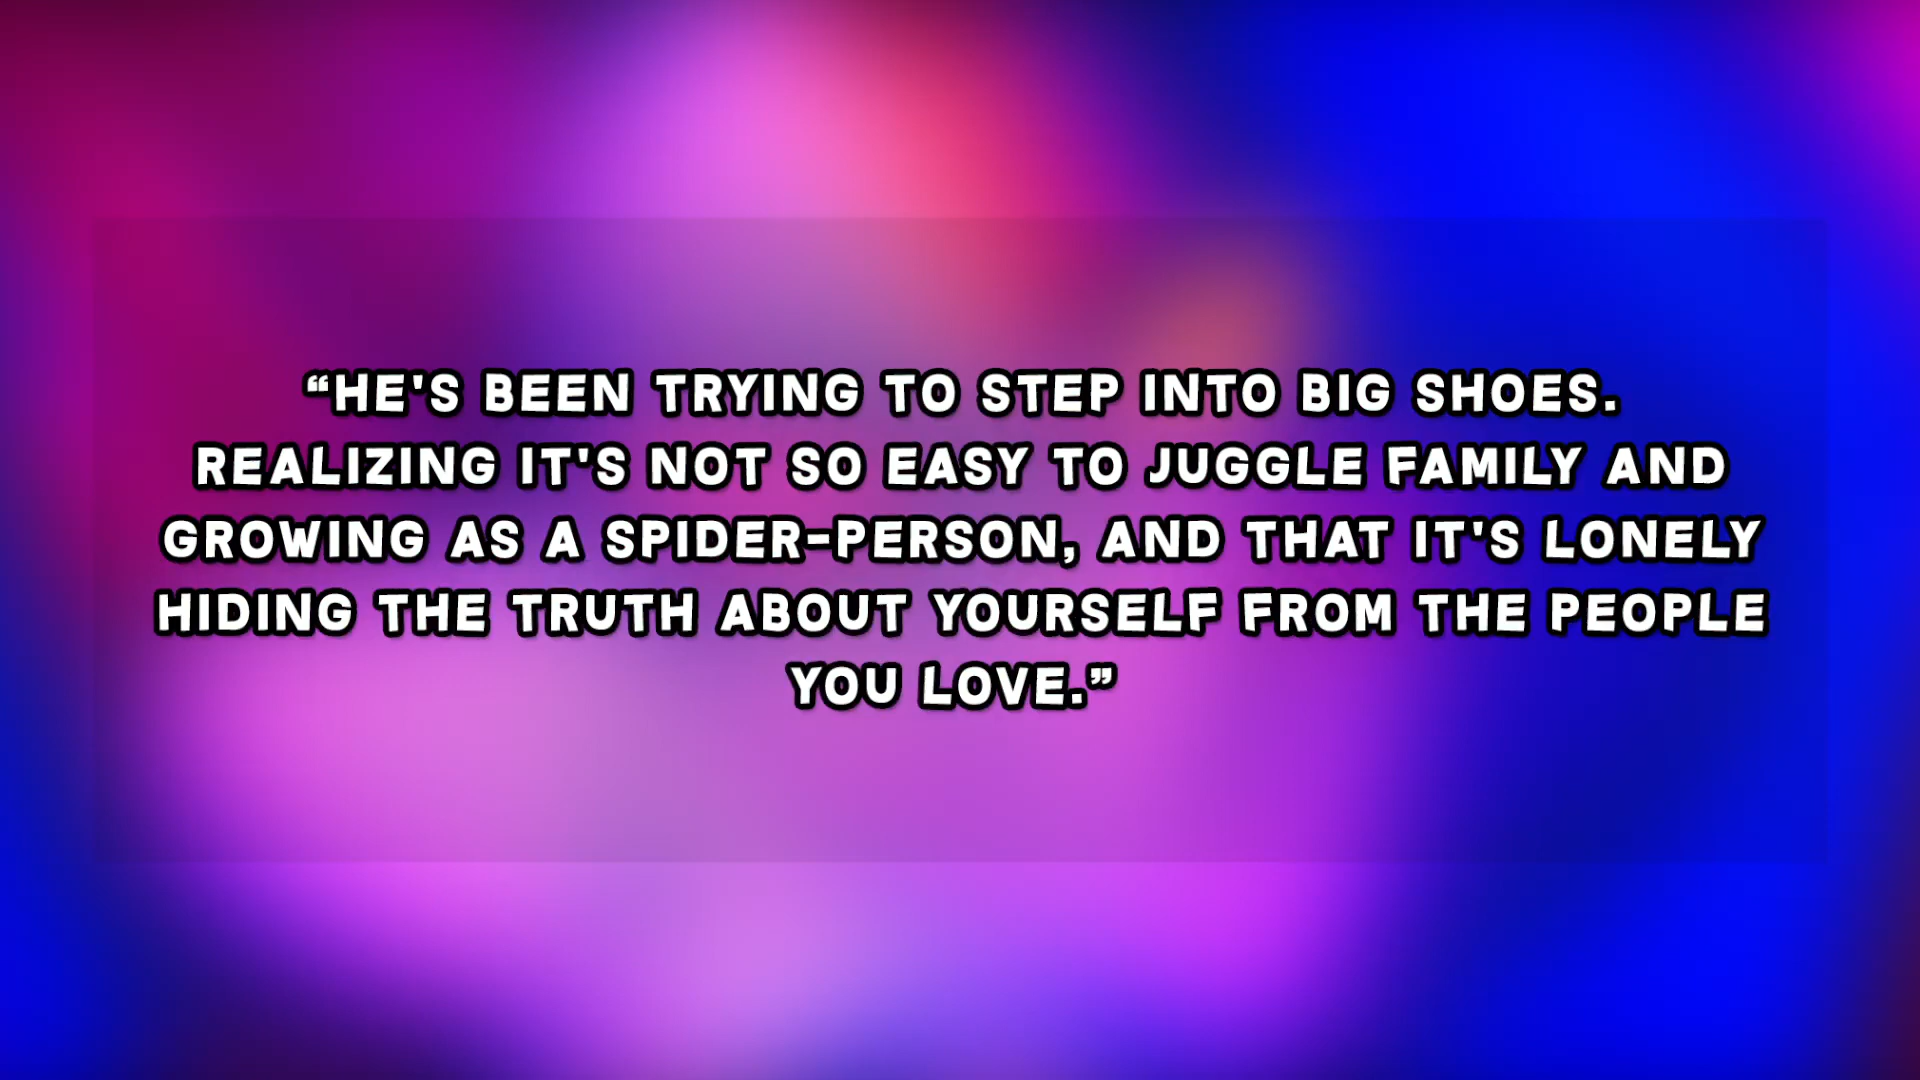 “HE'S BEEN TRYING TO STEP INTO BIG SHOES.
REALIZING IT'S NOT SO EASY TO JUGGLE FAMILY AND
GROWING AS A SPIDER-PERSON, AND THAT IT'S LONELY
HIDING THE TRUTH ABOUT YOURSELF FROM THE PEOPLE
YOU LOVE.”